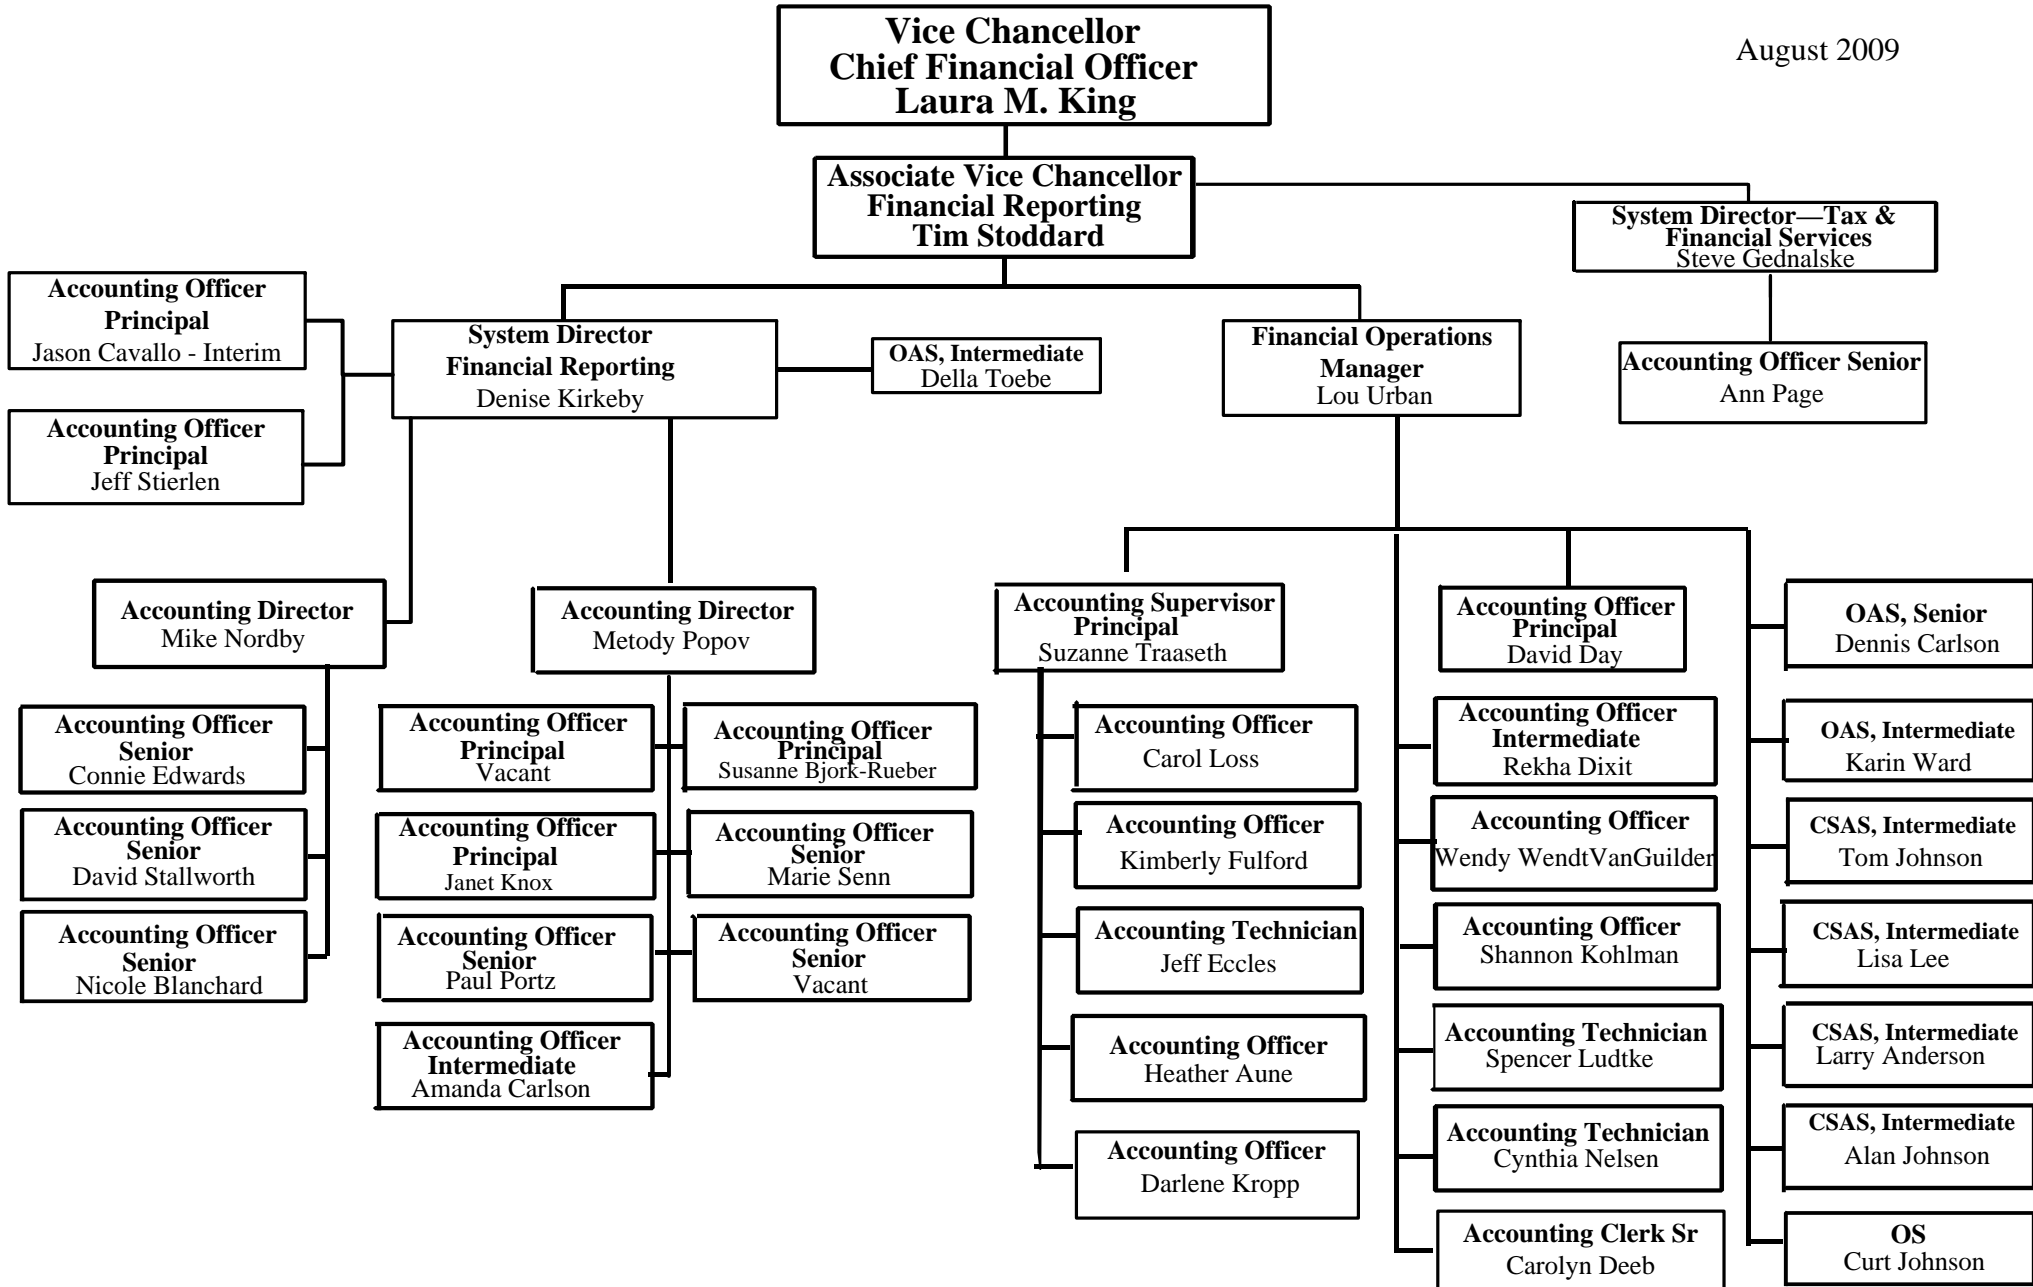 Vice Chancellor
Chief Financial Officer
Laura M. King
August 2009
Associate Vice Chancellor
Financial Reporting
Tim Stoddard
System Director—Tax &
Financial Services
Steve Gednalske
Accounting Officer
Principal
Jason Cavallo - Interim
System Director
Financial Reporting
Denise Kirkeby
OAS, Intermediate
Della Toebe
Financial Operations
Manager
Lou Urban
Accounting Officer Senior
Ann Page
Accounting Officer
Principal
Jeff Stierlen
Accounting Director
Mike Nordby
Accounting Director
Metody Popov
Accounting Supervisor
Principal
Suzanne Traaseth
Accounting Officer
Principal
David Day
OAS, Senior
Dennis Carlson
Accounting Officer
Senior
Connie Edwards
Accounting Officer
Principal
Vacant
Accounting Officer
Principal
Susanne Bjork-Rueber
Accounting Officer
Carol Loss
Accounting Officer
Intermediate
Rekha Dixit
OAS, Intermediate
Karin Ward
Accounting Officer
Senior
David Stallworth
Accounting Officer
Principal
Janet Knox
Accounting Officer
Senior
Marie Senn
Accounting Officer
Kimberly Fulford
Accounting Officer
Wendy WendtVanGuilder
CSAS, Intermediate
Tom Johnson
Accounting Officer
Senior
Nicole Blanchard
Accounting Officer
Senior
Paul Portz
Accounting Officer
Senior
Vacant
Accounting Technician
Jeff Eccles
Accounting Officer
Shannon Kohlman
CSAS, Intermediate
Lisa Lee
Accounting Officer
Intermediate
Amanda Carlson
Accounting Officer
Heather Aune
Accounting Technician
Spencer Ludtke
CSAS, Intermediate
Larry Anderson
Accounting Officer
Darlene Kropp
Accounting Technician
Cynthia Nelsen
CSAS, Intermediate
Alan Johnson
Accounting Clerk Sr
Carolyn Deeb
OS
Curt Johnson